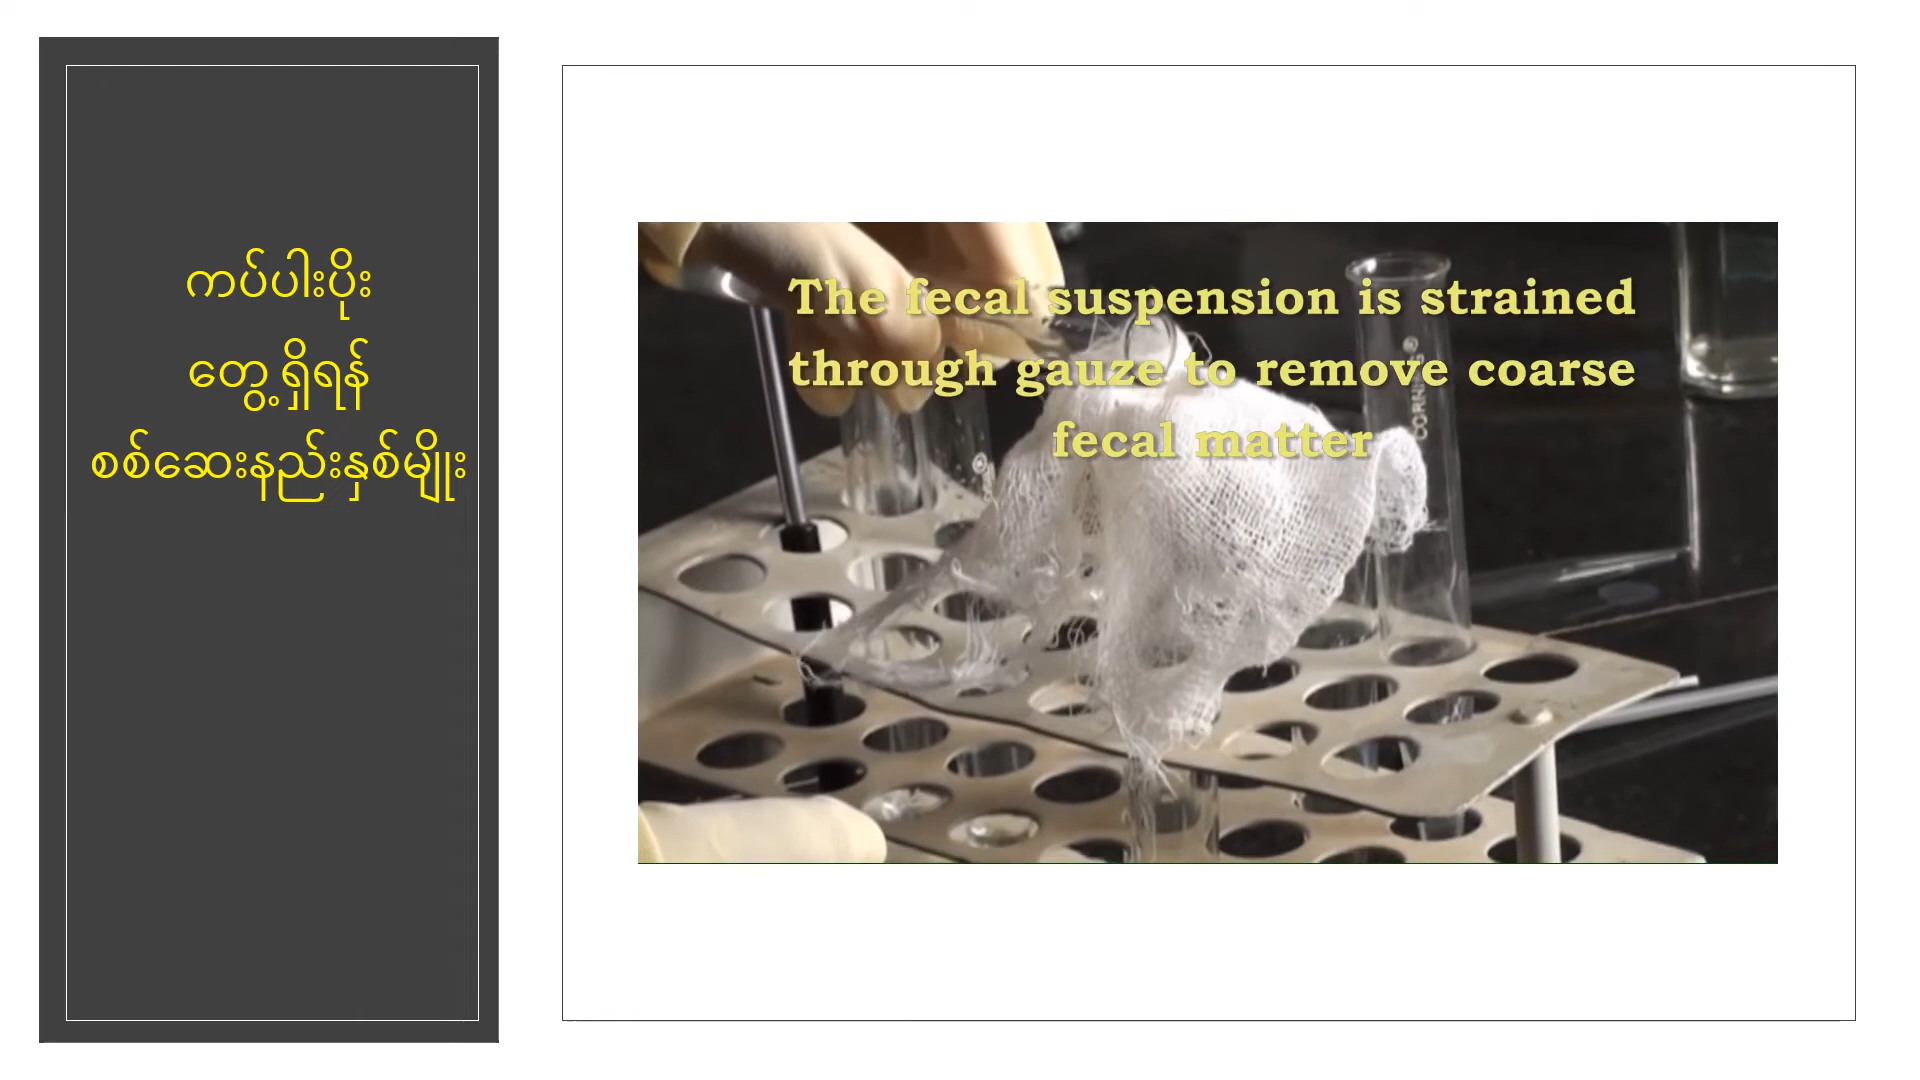 ကပ်ပါးပိုး
တွေ့ရှိရန်
စစ်ဆေးနည်းနှစ်မျိုး
The fecal suspension is strained
through gauze to remove coarse
fecal matter
CORNING®